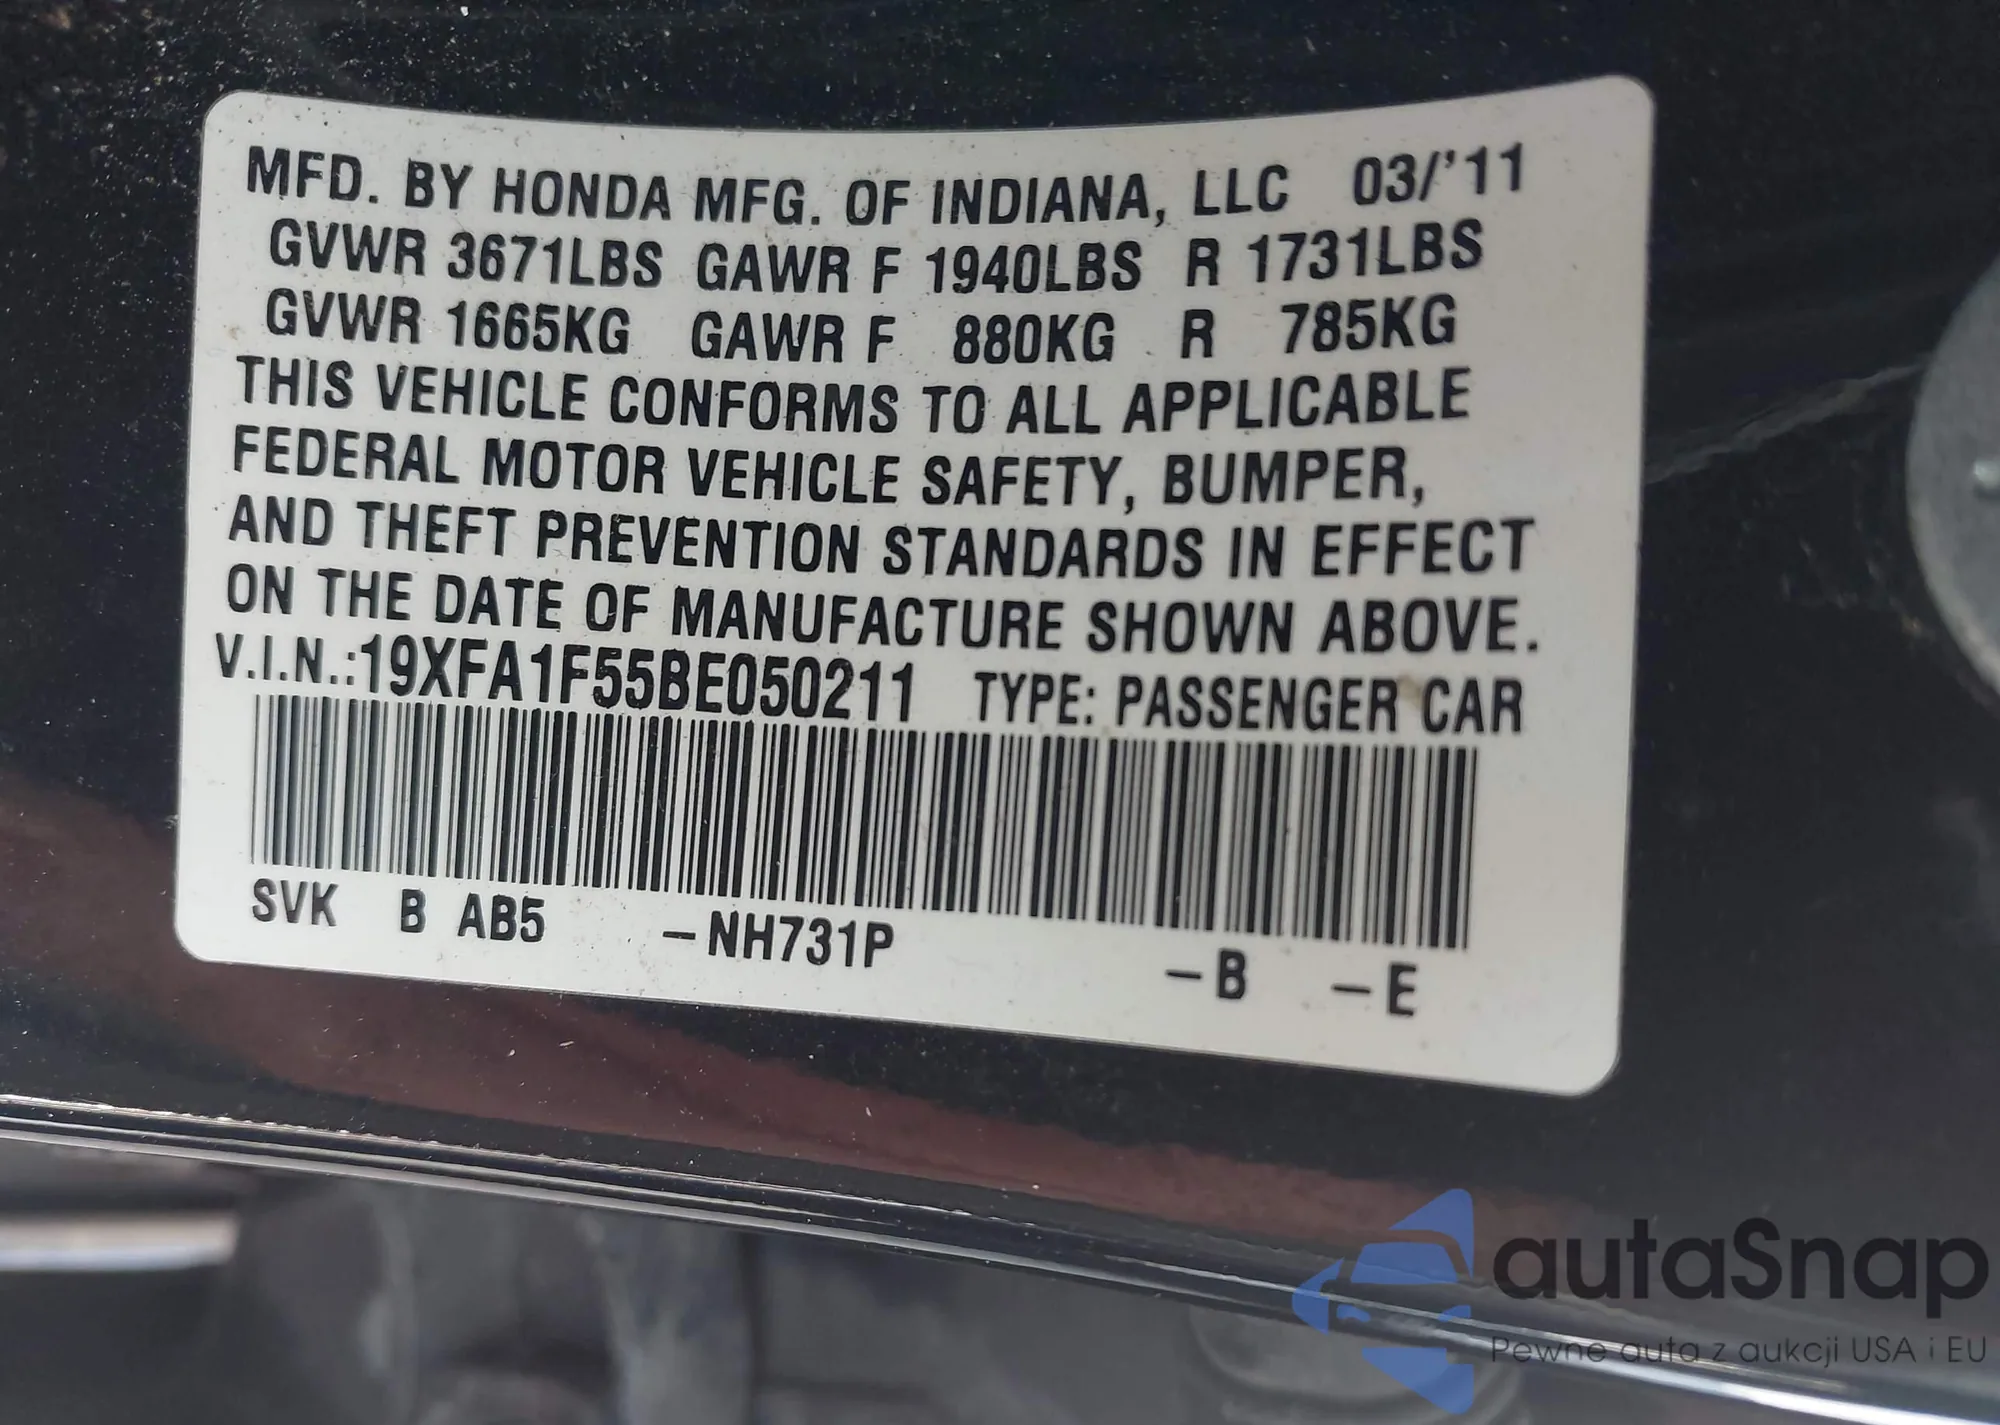 MFD. BY HONDA MFG. OF INDIANA, LLC 03/'11
GVWR 3671LBS GAWR F 1940LBS R 1731LBS
GVWR 1665KG GAWR F 880KG R 785KG
THIS VEHICLE CONFORMS TO ALL APPLICABLE
FEDERAL MOTOR VEHICLE SAFETY, BUMPER,
AND THEFT PREVENTION STANDARDS IN EFFECT
ON THE DATE OF MANUFACTURE SHOWN ABOVE.
V.I.N.:19XFA1F55BE050211 TYPE: PASSENGER CAR
SVK B AB5 -NH731P -B -E
autaSnap
Pewne auta z aukcji USA i EU